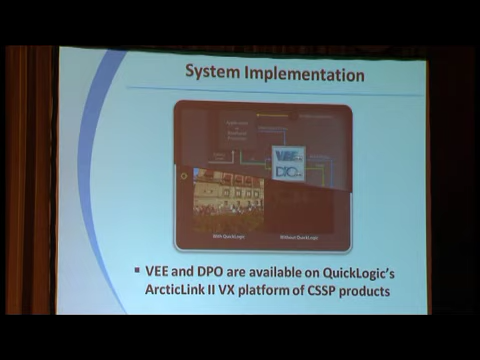 System Implementation
VEE
DPO
With QuickLogic
Without QuickLogic
▪ VEE and DPO are available on QuickLogic's
ArcticLink II VX platform of CSSP products